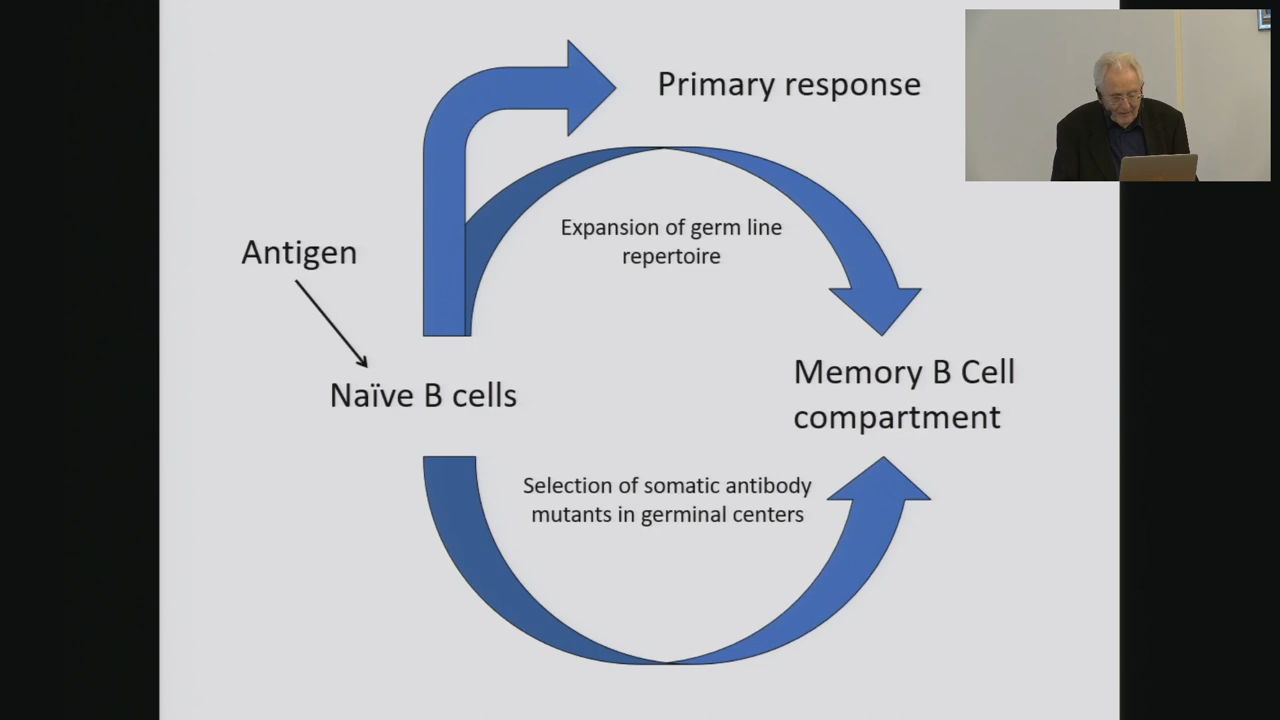 Primary response
Expansion of germ line
repertoire
Antigen
Naïve B cells
Memory B Cell
compartment
Selection of somatic antibody
mutants in germinal centers